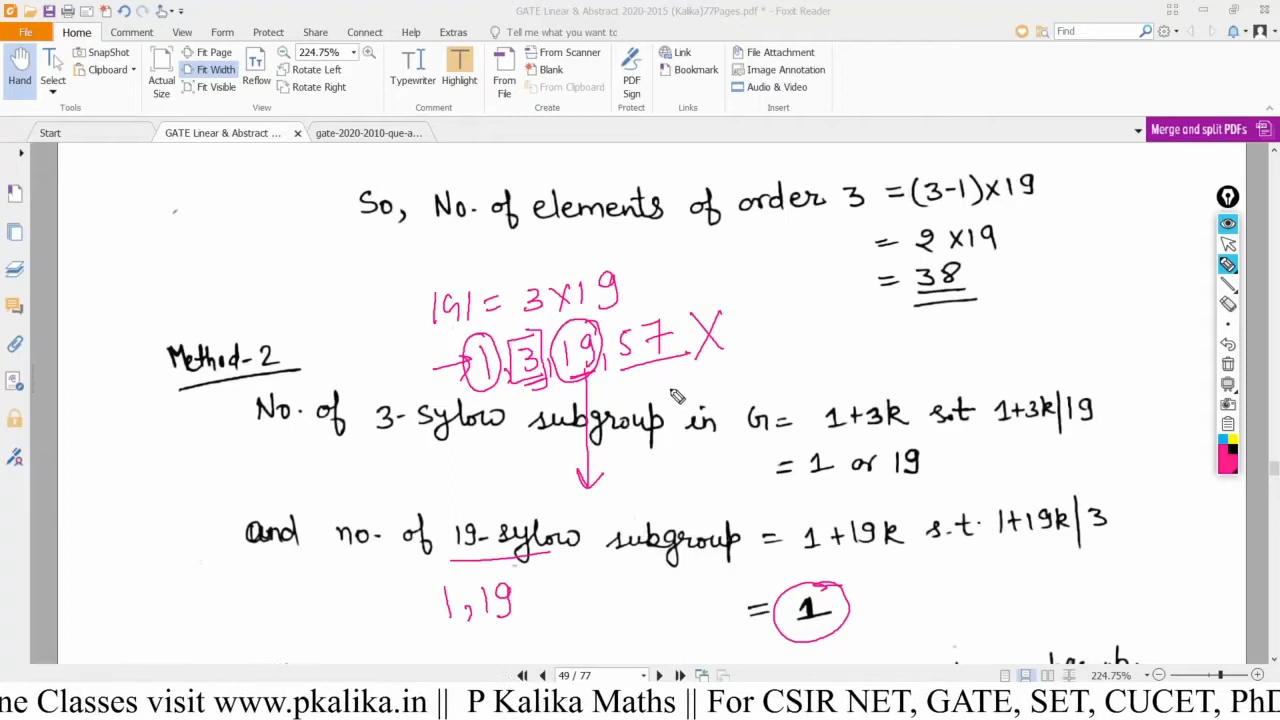 GATE Linear & Abstract 2020-2015 (Kalika)77Pages.pdf * - Foxit Reader
File Home Comment View Form Protect Share Connect Help Extras Tell me what you want to Find
SnapShot Fit Page 224.75% From Scanner Link File Attachment
Clipboard Fit Width Rotate Left Blank Bookmark Image Annotation
Hand Select Actual Size Reflow Fit Visible Rotate Right Typewriter Highlight From File From Clipboard PDF Sign Audio & Video
Tools View Comment Create Protect Links Insert
Start GATE Linear & Abstract ... gate-2020-2010-que-a... Merge and split PDFs
So, No. of elements of order 3 = (3-1)×19
= 2×19
= 38
|G| = 3×19
1, 3, 19, 57 X
Method-2
No. of 3-sylow subgroup in G = 1+3k s.t 1+3k|19
= 1 or 19
and no. of 19-sylow subgroup = 1+19k s.t. 1+19k|3
1, 19
= 1
49 / 77 224.75%
ne Classes visit www.pkalika.in || P Kalika Maths || For CSIR NET, GATE, SET, CUCET, PhD